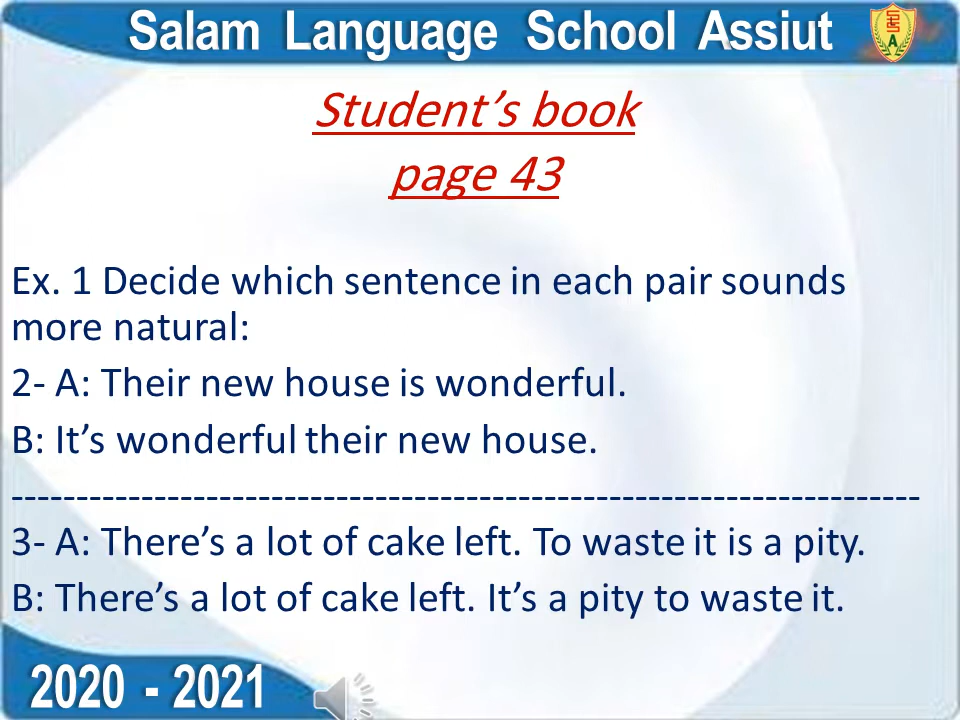 Salam Language School Assiut
Student’s book
page 43
Ex. 1 Decide which sentence in each pair sounds
more natural:
2- A: Their new house is wonderful.
B: It’s wonderful their new house.
----------------------------------------------------------------------
3- A: There’s a lot of cake left. To waste it is a pity.
B: There’s a lot of cake left. It’s a pity to waste it.
2020 - 2021